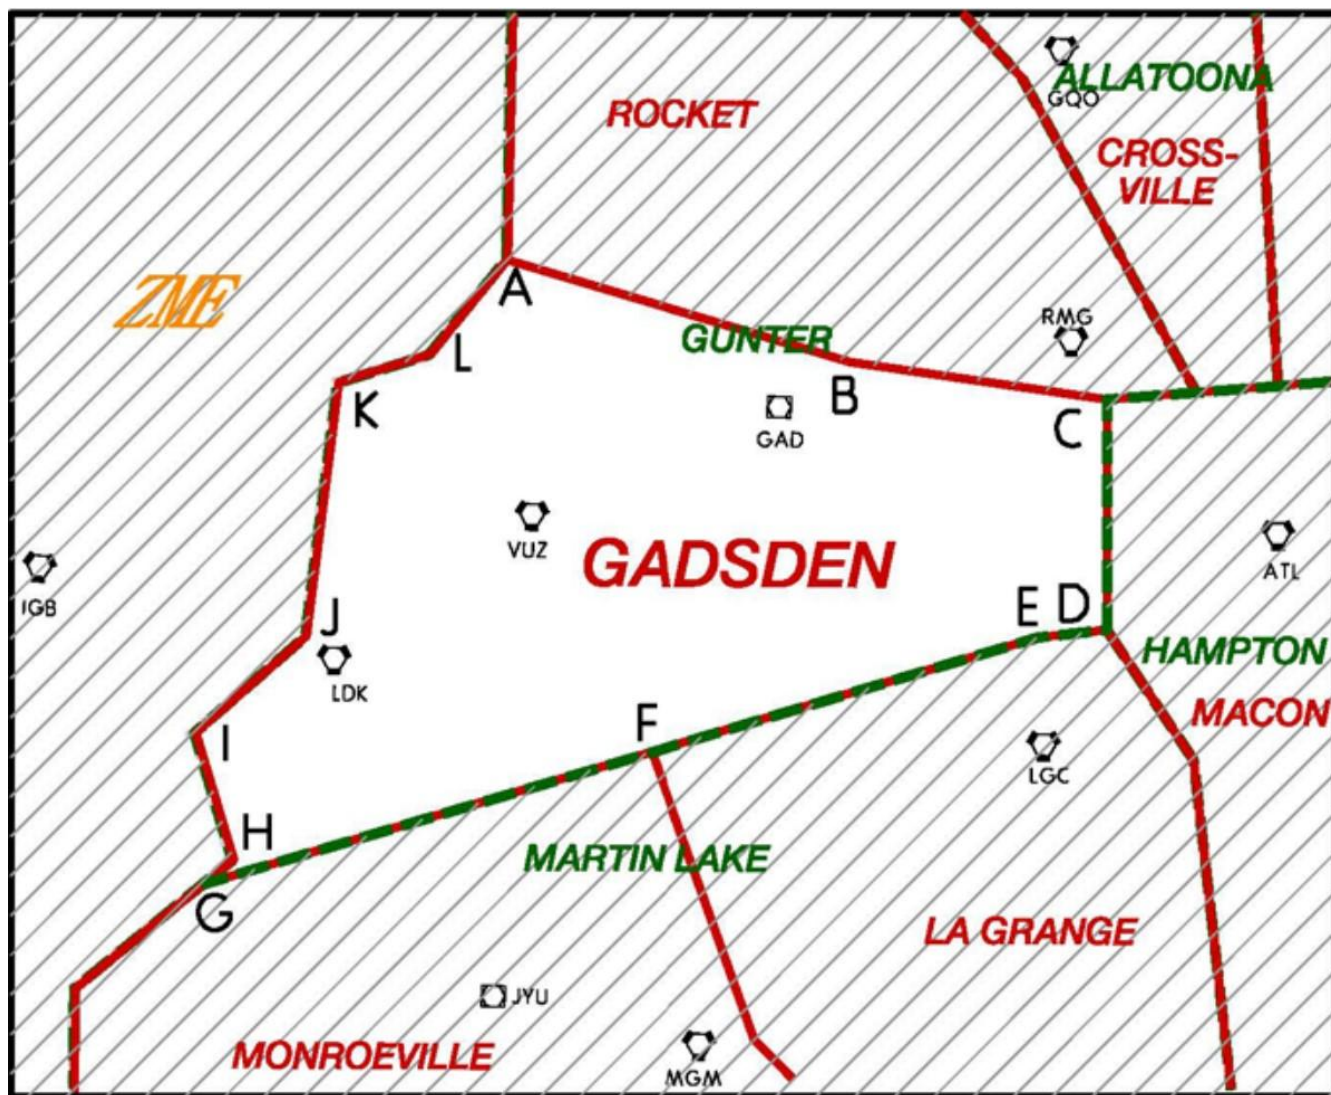 ALLATOONA
GQO
ROCKET
CROSS-
VILLE
ZME
A
RMG
GUNTER
L
B
K
GAD
C
VUZ
GADSDEN
ATL
IGB
E
D
J
HAMPTON
LDK
MACON
F
I
LGC
H
MARTIN LAKE
G
LA GRANGE
JYU
MONROEVILLE
MGM